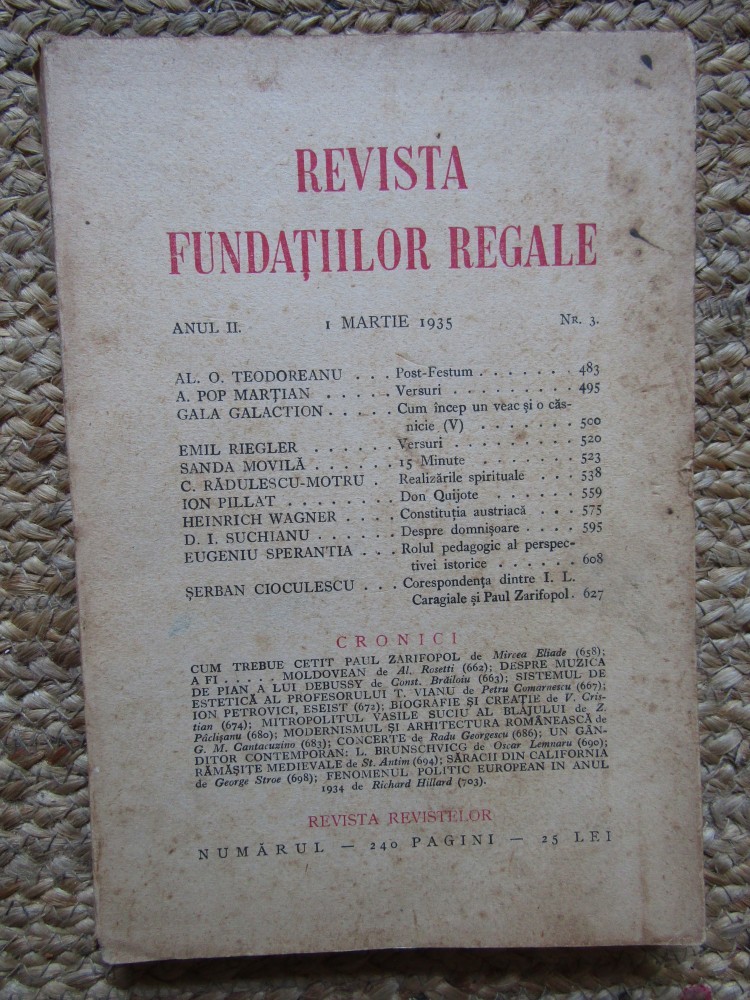 REVISTA
FUNDAȚIILOR REGALE
ANUL II. 1 MARTIE 1935 NR. 3.
AL. O. TEODOREANU . . . Post-Festum . . . . . . . 483
A. POP MARȚIAN . . . . . . Versuri . . . . . . . . . . 495
GALA GALACTION . . . . . Cum încep un veac și o căs-
nicie (V) . . . . . . . 500
EMIL RIEGLER . . . . . . . Versuri . . . . . . . . . . 520
SANDA MOVILĂ . . . . . . 15 Minute . . . . . . . . 523
C. RĂDULESCU-MOTRU . Realizările spirituale . . . 538
ION PILLAT . . . . . . . . . Don Quijote . . . . . . . 559
HEINRICH WAGNER . . . . Constituția austriacă . . . 575
D. I. SUCHIANU . . . . . . . Despre domnișoare . . . . 595
EUGENIU SPERANTIA . . . Rolul pedagogic al perspec-
tivei istorice . . . . . . 608
ȘERBAN CIOCULESCU . . . Corespondența dintre I. L.
Caragiale și Paul Zarifopol . 627
CRONICI
CUM TREBUE CETIT PAUL ZARIFOPOL de Mircea Eliade (658);
A FI . . . . . MOLDOVEAN de Al. Rosetti (662); DESPRE MUZICA
DE PIAN A LUI DEBUSSY de Const. Brăiloiu (663); SISTEMUL DE
ESTETICĂ AL PROFESORULUI T. VIANU de Petru Comarnescu (667);
ION PETROVICI, ESEIST (672); BIOGRAFIE ȘI CREAȚIE de V. Cris-
tian (674); MITROPOLITUL VASILE SUCIU AL BLAJULUI de Z.
Pâclișanu (680); MODERNISMUL ȘI ARHITECTURA ROMÂNEASCĂ de
G. M. Cantacuzino (683); CONCERTE de Radu Georgescu (686); UN GÂN-
DITOR CONTEMPORAN: L. BRUNSCHVICG de Oscar Lemnaru (690);
RĂMĂȘIȚE MEDIEVALE de St. Antim (694); SĂRACII DIN CALIFORNIA
de George Stroe (698); FENOMENUL POLITIC EUROPEAN IN ANUL
1934 de Richard Hillard (703).
REVISTA REVISTELOR
NUMĂRUL — 240 PAGINI — 25 LEI